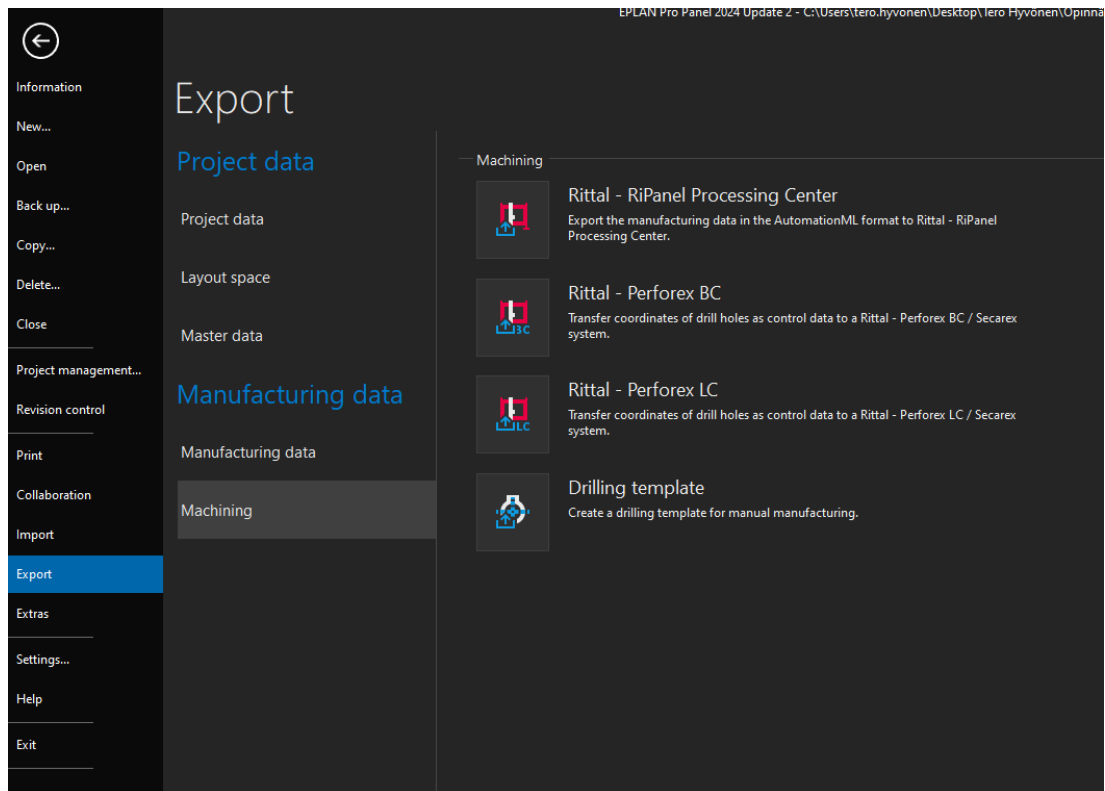 EPLAN Pro Panel 2024 Update 2 - C:\Users\tero.hyvonen\Desktop\Tero Hyvönen\Opinnä
Information
New...
Open
Back up...
Copy...
Delete...
Close
Project management...
Revision control
Print
Collaboration
Import
Export
Extras
Settings...
Help
Exit
Export
Project data
Project data
Layout space
Master data
Manufacturing data
Manufacturing data
Machining
Machining
Rittal - RiPanel Processing Center
Export the manufacturing data in the AutomationML format to Rittal - RiPanel
Processing Center.
BC
Rittal - Perforex BC
Transfer coordinates of drill holes as control data to a Rittal - Perforex BC / Secarex
system.
LC
Rittal - Perforex LC
Transfer coordinates of drill holes as control data to a Rittal - Perforex LC / Secarex
system.
Drilling template
Create a drilling template for manual manufacturing.